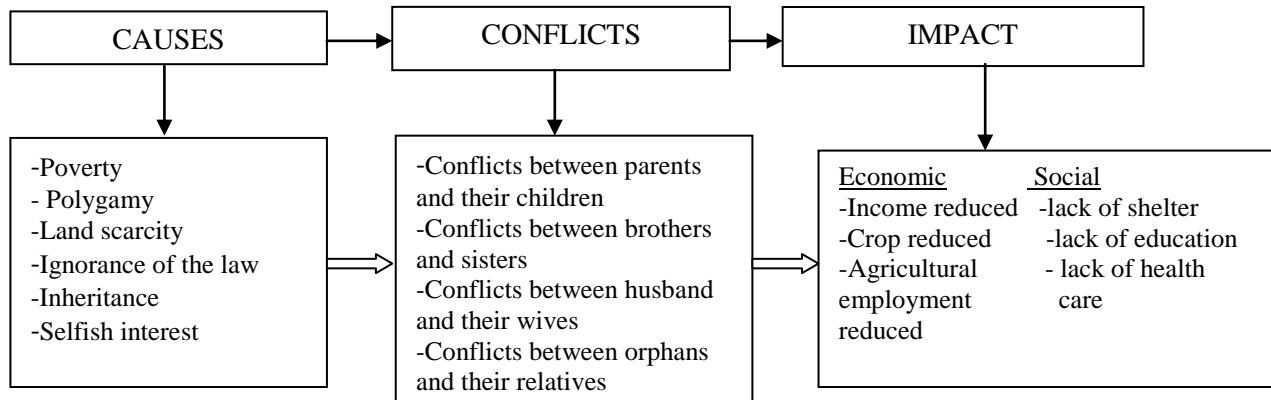 CAUSES
CONFLICTS
IMPACT
-Poverty
- Polygamy
-Land scarcity
-Ignorance of the law
-Inheritance
-Selfish interest
-Conflicts between parents
and their children
-Conflicts between brothers
and sisters
-Conflicts between husband
and their wives
-Conflicts between orphans
and their relatives
Economic Social
-Income reduced -lack of shelter
-Crop reduced -lack of education
-Agricultural - lack of health
employment care
reduced